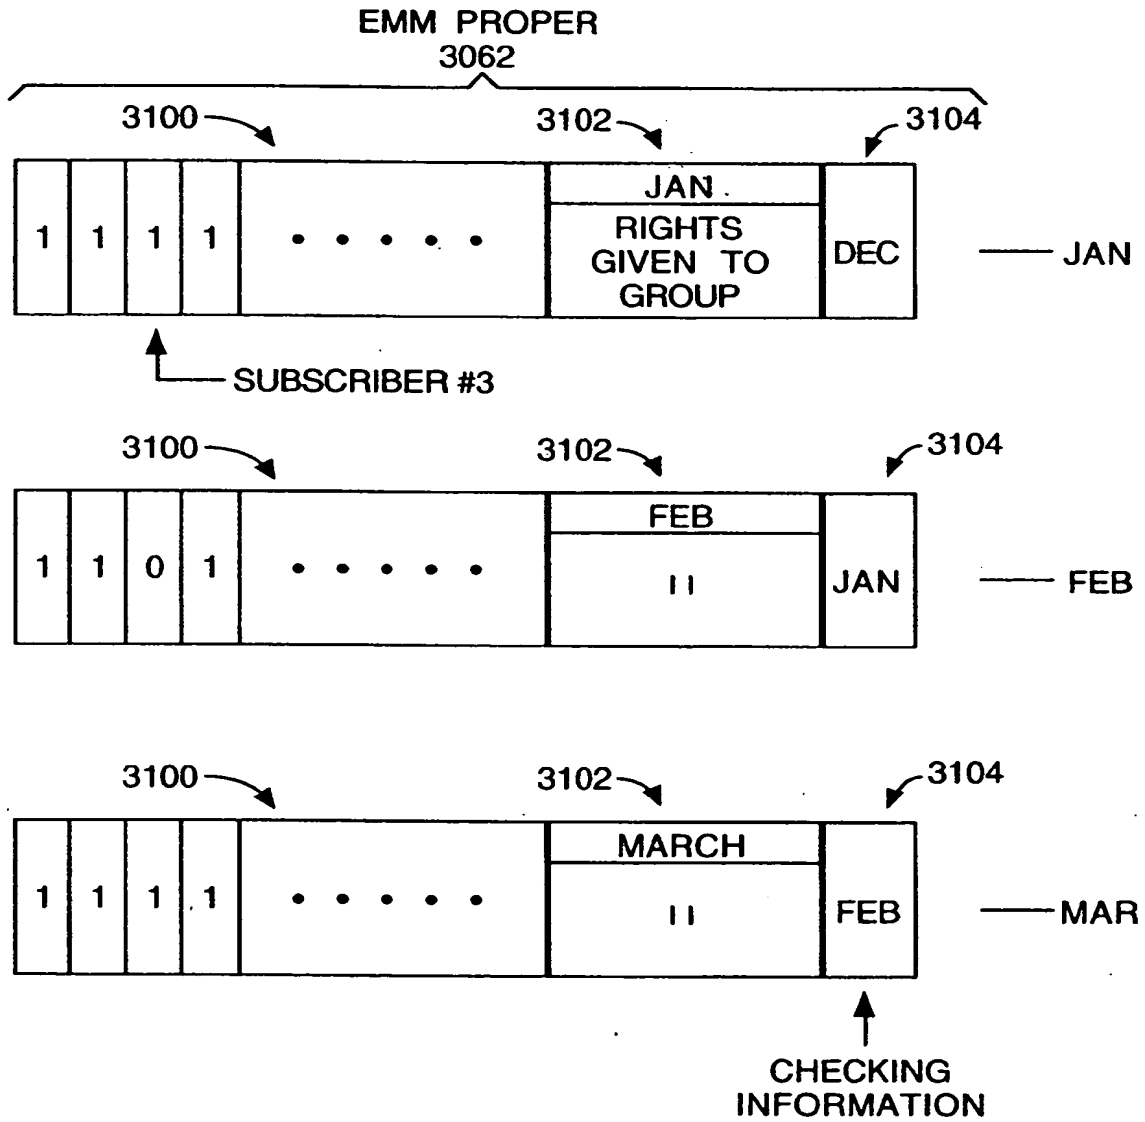 EMM PROPER
3062
3100 3102 3104
JAN
1 1 1 1 • • • • • RIGHTS GIVEN TO GROUP DEC JAN
SUBSCRIBER #3
3100 3102 3104
FEB
1 1 0 1 • • • • • " JAN FEB
3100 3102 3104
MARCH
1 1 1 1 • • • • • " FEB MAR
CHECKING
INFORMATION